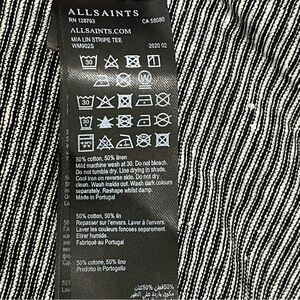 ALLSAINTS
RN 128793 CA 58080
ALLSAINTS.COM
MIA LIN STRIPE TEE
WM902S 2020 02
50% cotton, 50% linen
Mild machine wash at 30. Do not bleach.
Do not tumble dry. Line drying in shade.
Cool iron on reverse side. Do not dry
clean. Wash inside out. Wash dark colours
separately. Reshape whilst damp.
Made in Portugal
50% coton, 50% lin
Repasser sur l'envers. Laver à l'envers.
Laver les couleurs foncées séparement.
Etirer humide.
Fabriqué au Portugal
50% cotone, 50% lino
Prodotto in Portogallo